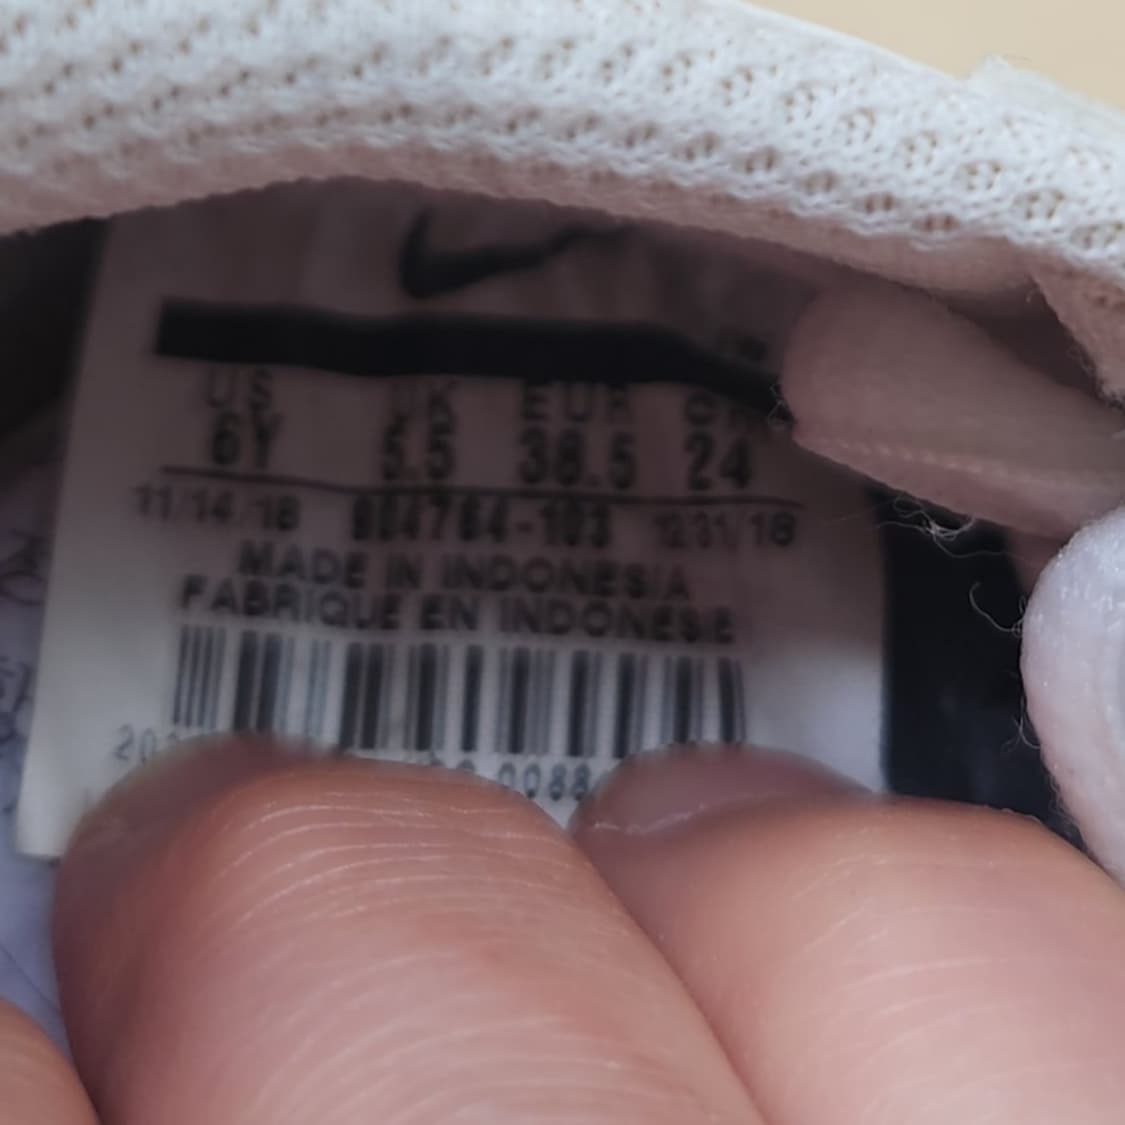 US UK EUR CM
6Y 5.5 38.5 24
11/14/18 12/31/18
MADE IN INDONESIA
FABRIQUE EN INDONESIE